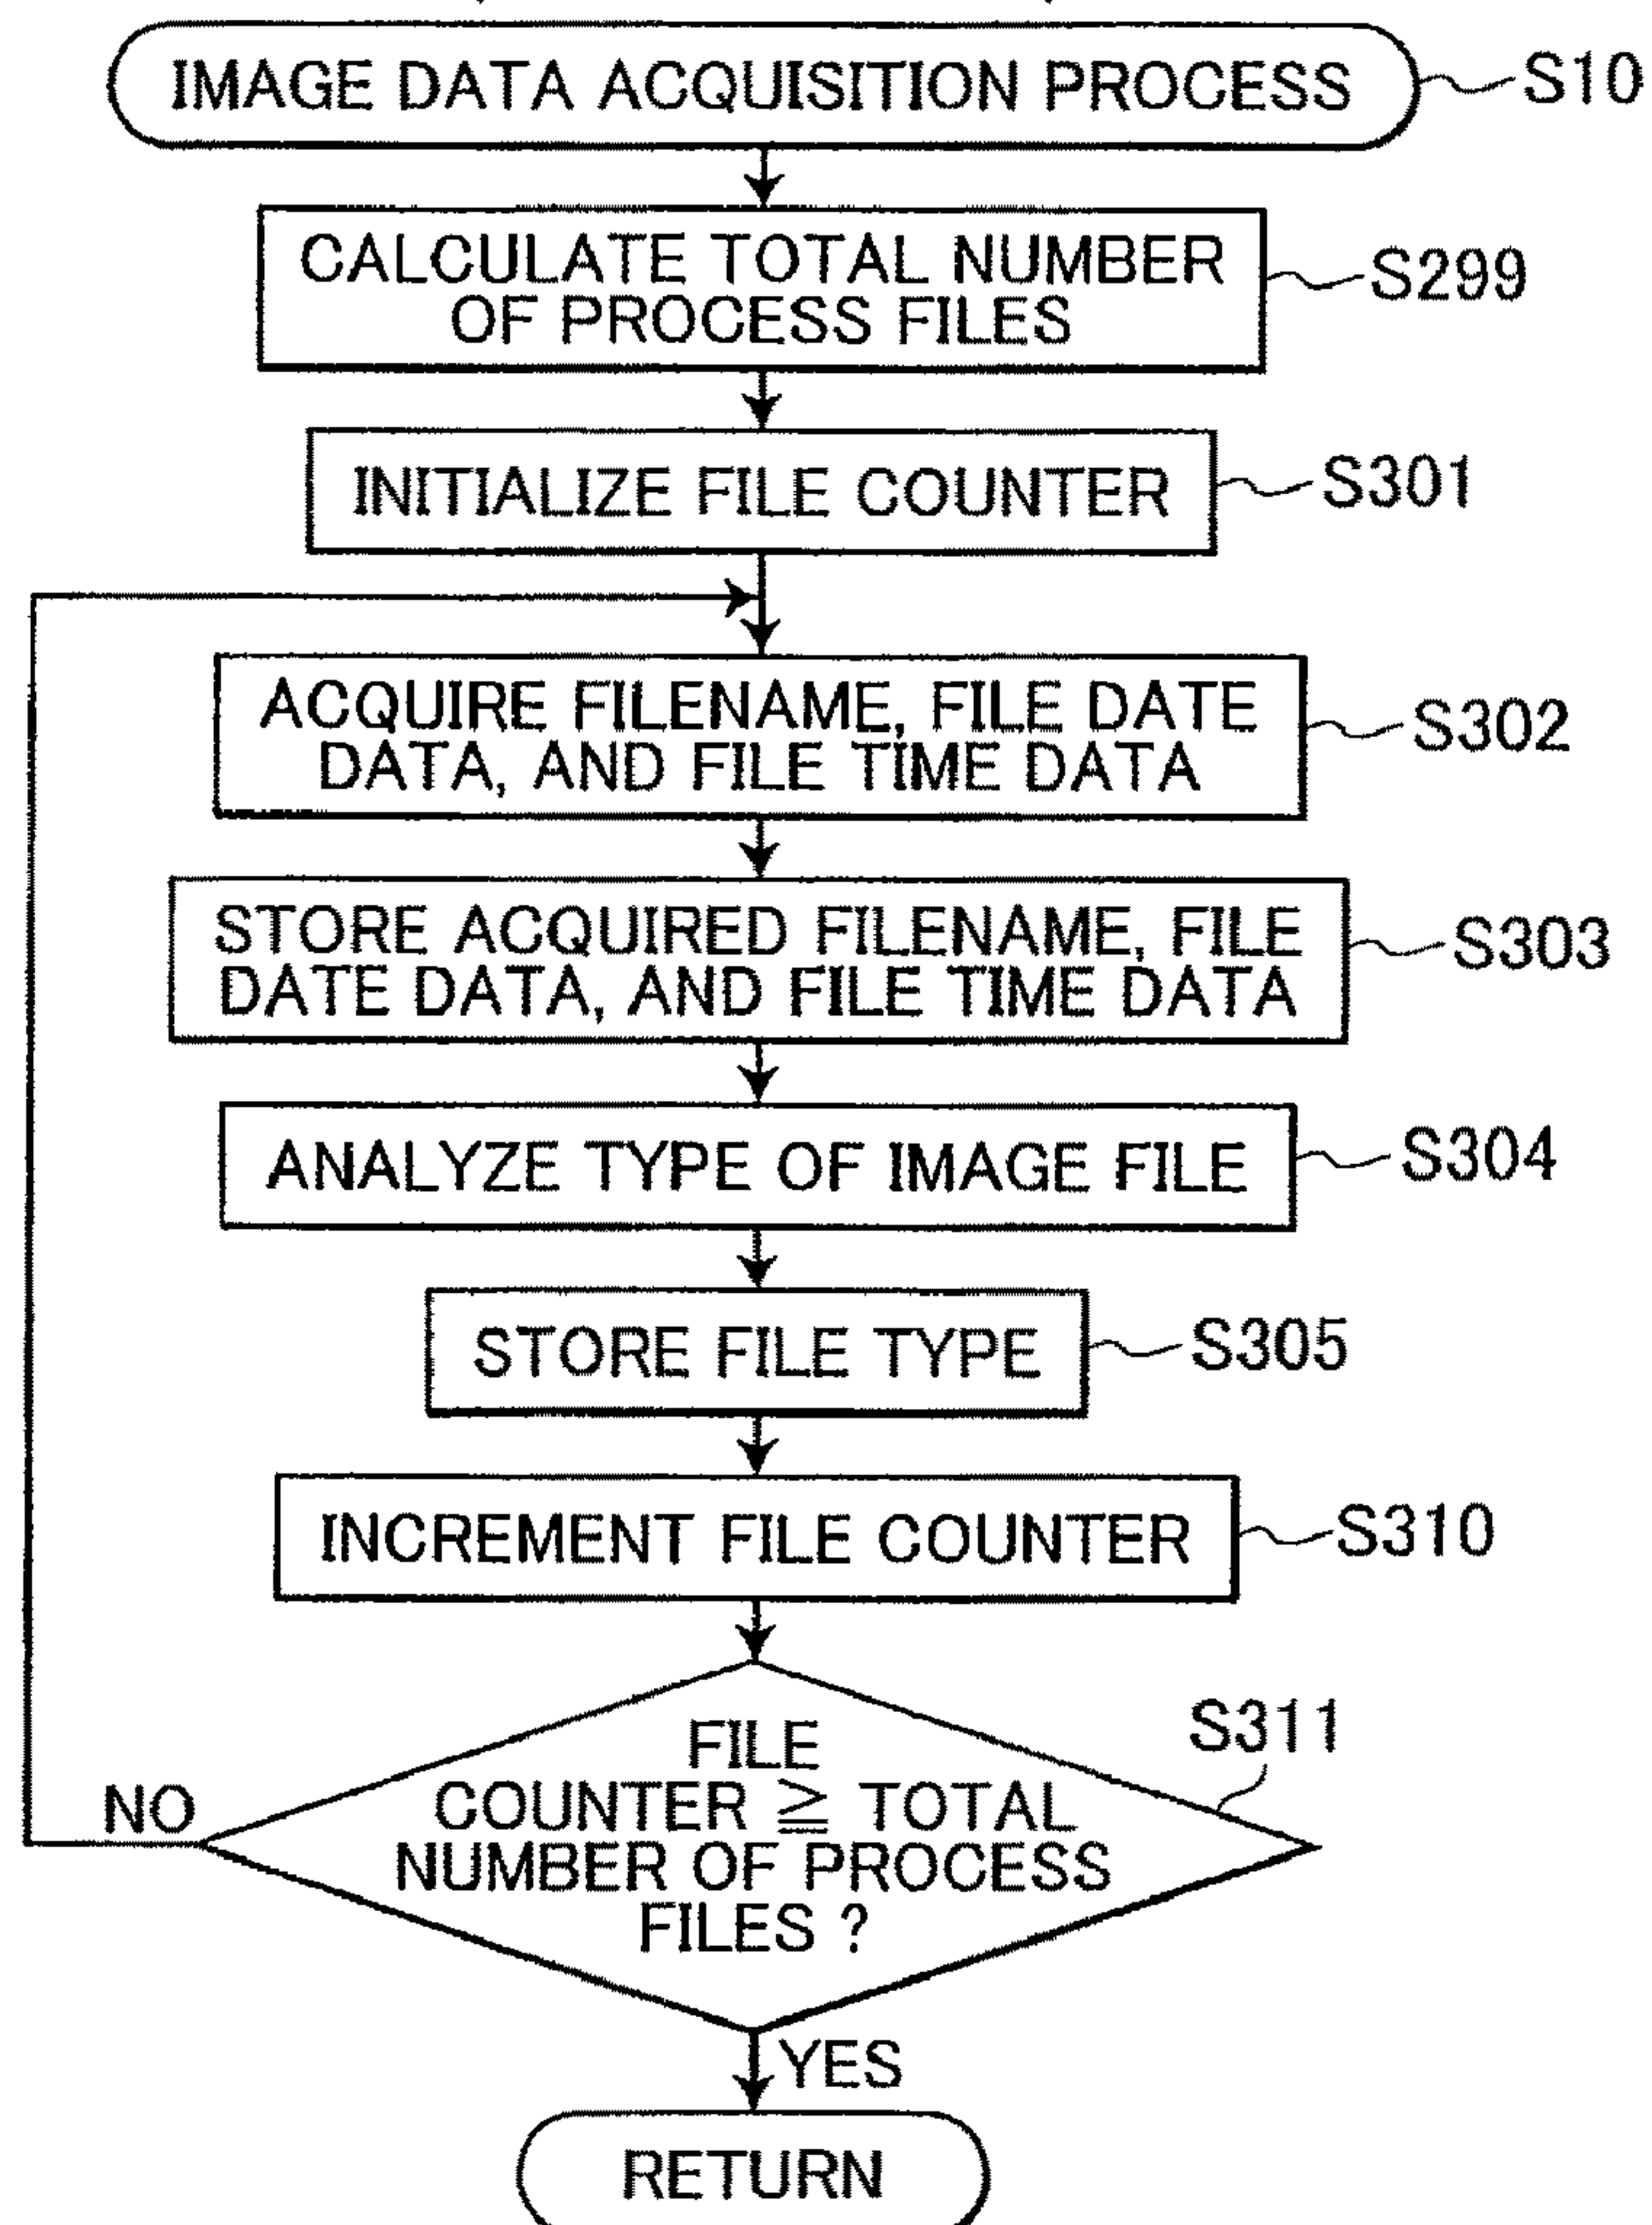 IMAGE DATA ACQUISITION PROCESS
S10
CALCULATE TOTAL NUMBER
OF PROCESS FILES
S299
INITIALIZE FILE COUNTER
S301
ACQUIRE FILENAME, FILE DATE
DATA, AND FILE TIME DATA
S302
STORE ACQUIRED FILENAME, FILE
DATE DATA, AND FILE TIME DATA
S303
ANALYZE TYPE OF IMAGE FILE
S304
STORE FILE TYPE
S305
INCREMENT FILE COUNTER
S310
FILE
COUNTER ≧ TOTAL
NUMBER OF PROCESS
FILES ?
S311
NO
YES
RETURN